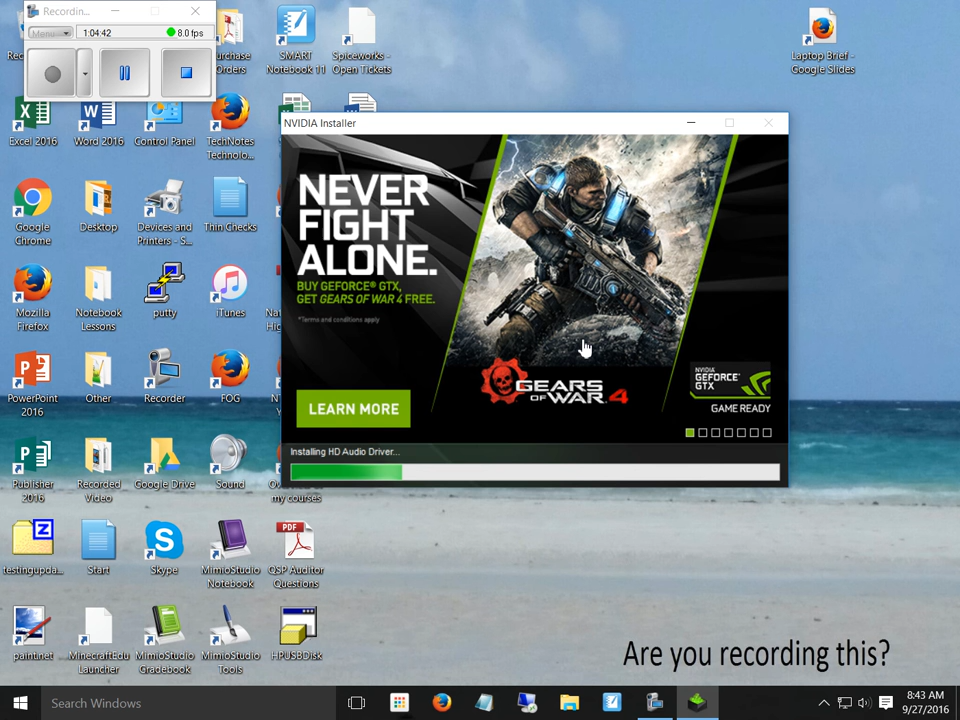 Recordin...
Menu
1:04:42
8.0 fps
Rec
urchase
Orders
SMART
Notebook 11
Spiceworks -
Open Tickets
Laptop Brief -
Google Slides
Excel 2016
Word 2016
Control Panel
TechNotes
Technolo...
Google
Chrome
Desktop
Devices and
Printers - S...
Thin Checks
Mozilla
Firefox
Notebook
Lessons
putty
iTunes
PowerPoint
2016
Other
Recorder
FOG
Publisher
2016
Recorded
Video
Google Drive
Sound
my courses
testingupda...
Start
Skype
MimioStudio
Notebook
PDF
QSP Auditor
Questions
paint.net
MinecraftEdu
Launcher
MimioStudio
Gradebook
MimioStudio
Tools
HPUSBDisk
NVIDIA Installer
NEVER
FIGHT
ALONE.
BUY GEFORCE® GTX,
GET GEARS OF WAR 4 FREE.
*Terms and conditions apply
LEARN MORE
GEARS
OF WAR. 4
NVIDIA
GEFORCE
GTX
GAME READY
Installing HD Audio Driver...
Are you recording this?
Search Windows
8:43 AM
9/27/2016